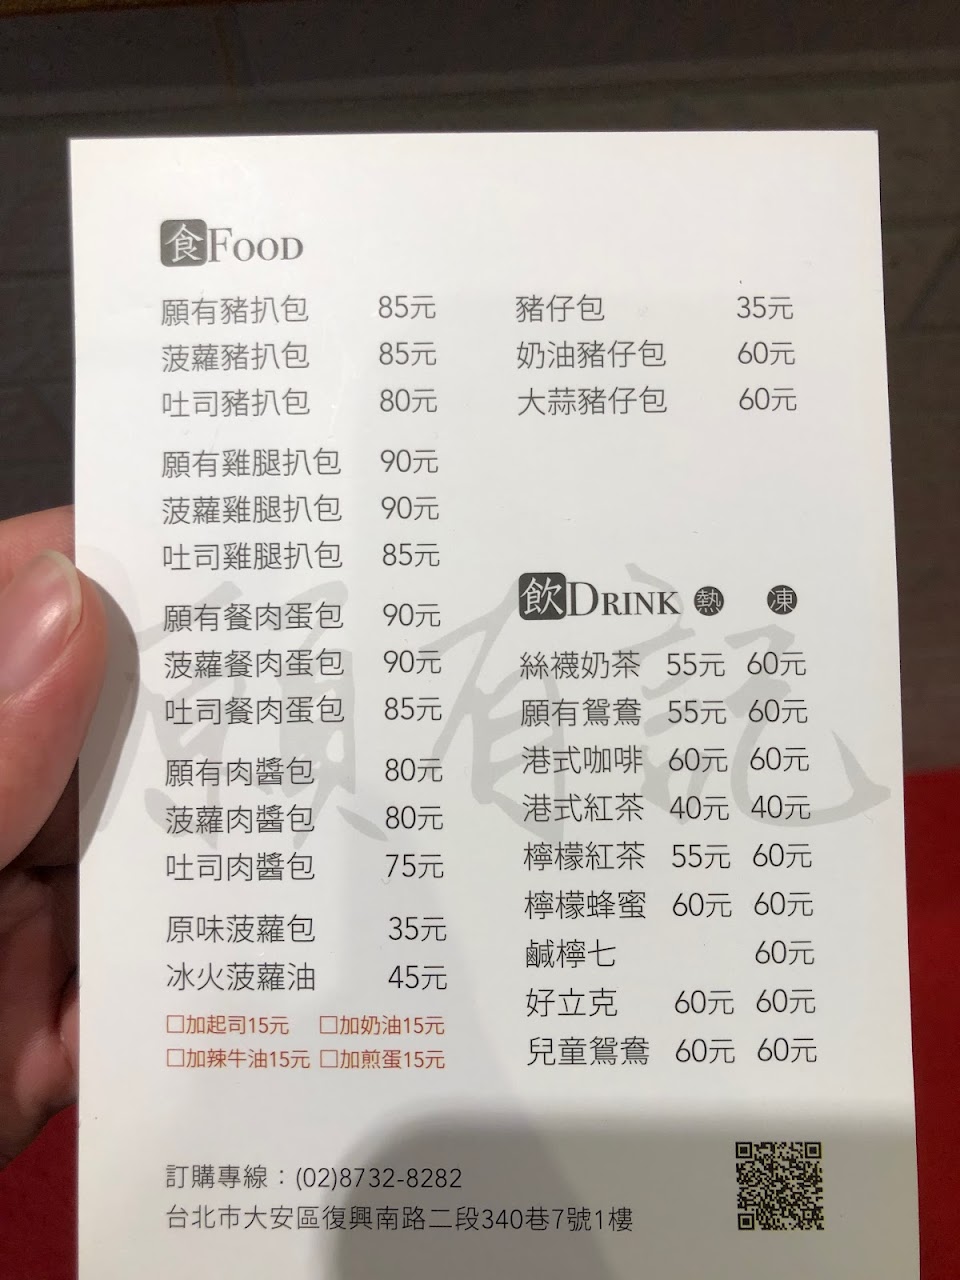 食FOOD
願有豬扒包 85元
菠蘿豬扒包 85元
吐司豬扒包 80元
願有雞腿扒包 90元
菠蘿雞腿扒包 90元
吐司雞腿扒包 85元
願有餐肉蛋包 90元
菠蘿餐肉蛋包 90元
吐司餐肉蛋包 85元
願有肉醬包 80元
菠蘿肉醬包 80元
吐司肉醬包 75元
原味菠蘿包 35元
冰火菠蘿油 45元
□加起司15元 □加奶油15元
□加辣牛油15元 □加煎蛋15元
豬仔包 35元
奶油豬仔包 60元
大蒜豬仔包 60元
飲DRINK 熱 凍
絲襪奶茶 55元 60元
願有鴛鴦 55元 60元
港式咖啡 60元 60元
港式紅茶 40元 40元
檸檬紅茶 55元 60元
檸檬蜂蜜 60元 60元
鹹檸七 60元
好立克 60元 60元
兒童鴛鴦 60元 60元
願有記
訂購專線：(02)8732-8282
台北市大安區復興南路二段340巷7號1樓